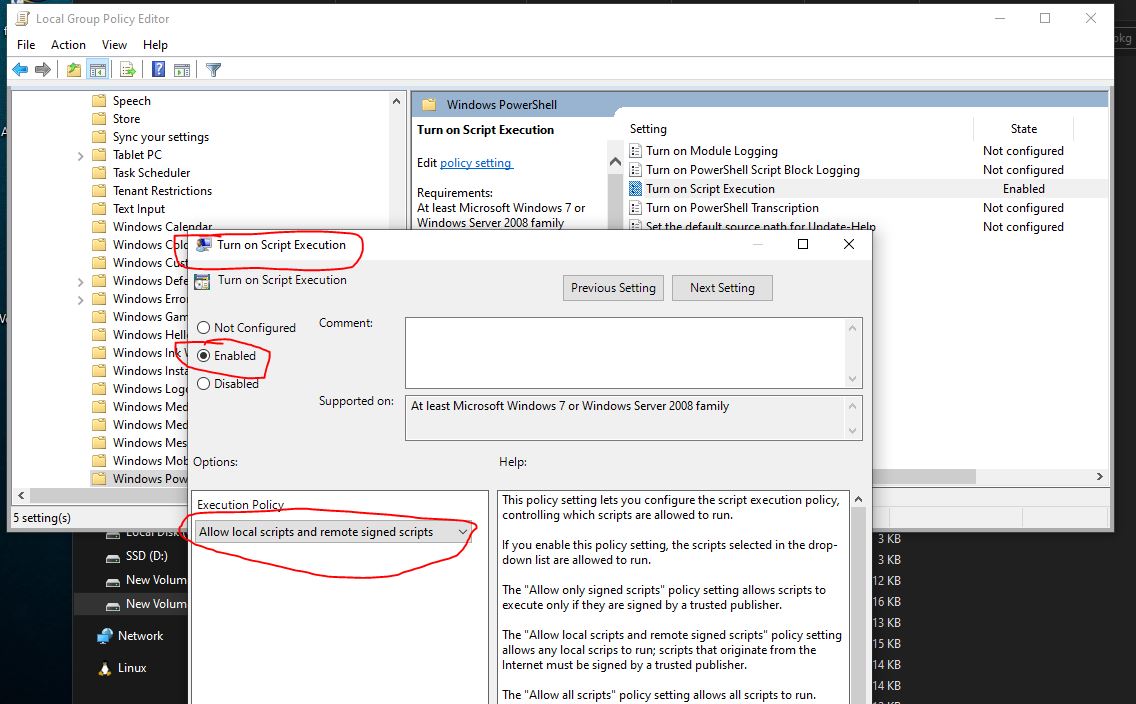 Local Group Policy Editor
File Action View Help
Speech
Store
Sync your settings
Tablet PC
Task Scheduler
Tenant Restrictions
Text Input
Windows Calendar
Windows Colo
Windows Cust
Windows Defe
Windows Error
Windows Gam
Windows Hello
Windows Ink W
Windows Insta
Windows Logo
Windows Med
Windows Med
Windows Mes
Windows Mob
Windows Pow
5 setting(s)
Windows PowerShell
Turn on Script Execution
Edit policy setting
Requirements:
At least Microsoft Windows 7 or
Windows Server 2008 family
Setting State
Turn on Module Logging Not configured
Turn on PowerShell Script Block Logging Not configured
Turn on Script Execution Enabled
Turn on PowerShell Transcription Not configured
Set the default source path for Update-Help Not configured
Turn on Script Execution
Turn on Script Execution
Previous Setting Next Setting
Not Configured
Enabled
Disabled
Comment:
Supported on:
At least Microsoft Windows 7 or Windows Server 2008 family
Options:
Help:
Execution Policy
Allow local scripts and remote signed scripts
This policy setting lets you configure the script execution policy,
controlling which scripts are allowed to run.
If you enable this policy setting, the scripts selected in the drop-
down list are allowed to run.
The "Allow only signed scripts" policy setting allows scripts to
execute only if they are signed by a trusted publisher.
The "Allow local scripts and remote signed scripts" policy setting
allows any local scrips to run; scripts that originate from the
Internet must be signed by a trusted publisher.
The "Allow all scripts" policy setting allows all scripts to run.
Local Disk
SSD (D:)
New Volum
New Volum
Network
Linux
3 KB
3 KB
12 KB
16 KB
13 KB
15 KB
14 KB
14 KB